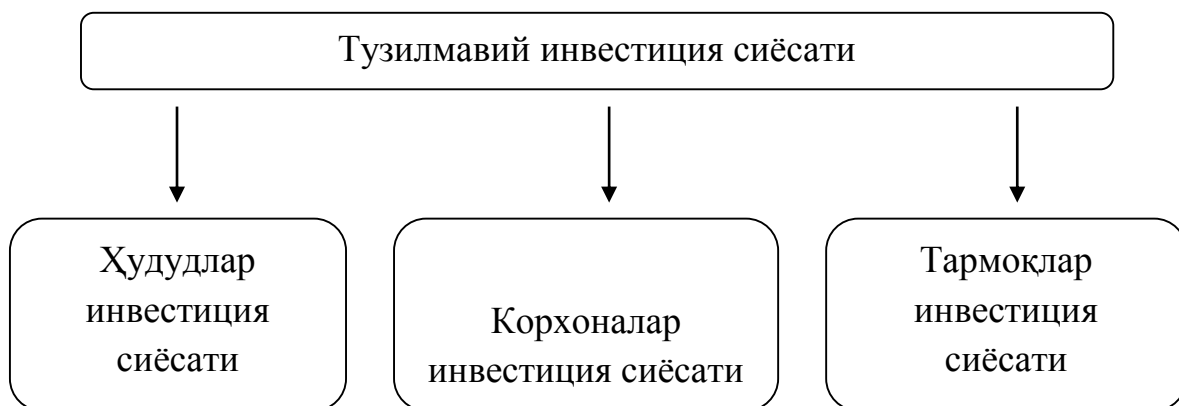 Тузилмавий инвестиция сиёсати
Ҳудудлар
инвестиция
сиёсати
Корхоналар
инвестиция сиёсати
Тармоқлар
инвестиция
сиёсати